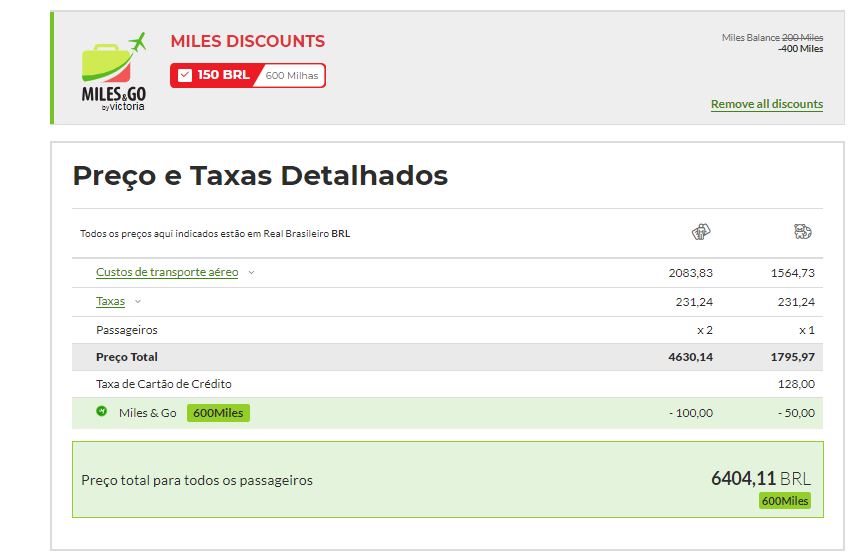 MILES&GO
by victoria
MILES DISCOUNTS
150 BRL 600 Milhas
Miles Balance 200 Miles
-400 Miles
Remove all discounts
Preço e Taxas Detalhados
Todos os preços aqui indicados estão em Real Brasileiro BRL
Custos de transporte aéreo 2083,83 1564,73
Taxas 231,24 231,24
Passageiros x 2 x 1
Preço Total 4630,14 1795,97
Taxa de Cartão de Crédito 128,00
Miles & Go 600Miles - 100,00 - 50,00
Preço total para todos os passageiros 6404,11 BRL
600Miles